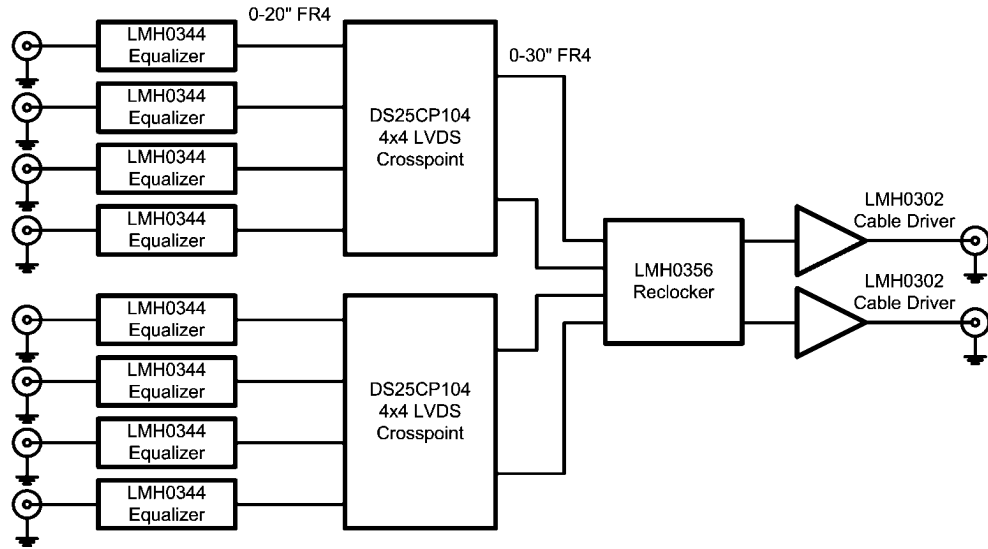 0-20" FR4
LMH0344
Equalizer
LMH0344
Equalizer
LMH0344
Equalizer
LMH0344
Equalizer
DS25CP104
4x4 LVDS
Crosspoint
0-30" FR4
LMH0344
Equalizer
LMH0344
Equalizer
LMH0344
Equalizer
LMH0344
Equalizer
DS25CP104
4x4 LVDS
Crosspoint
LMH0356
Reclocker
LMH0302
Cable Driver
LMH0302
Cable Driver